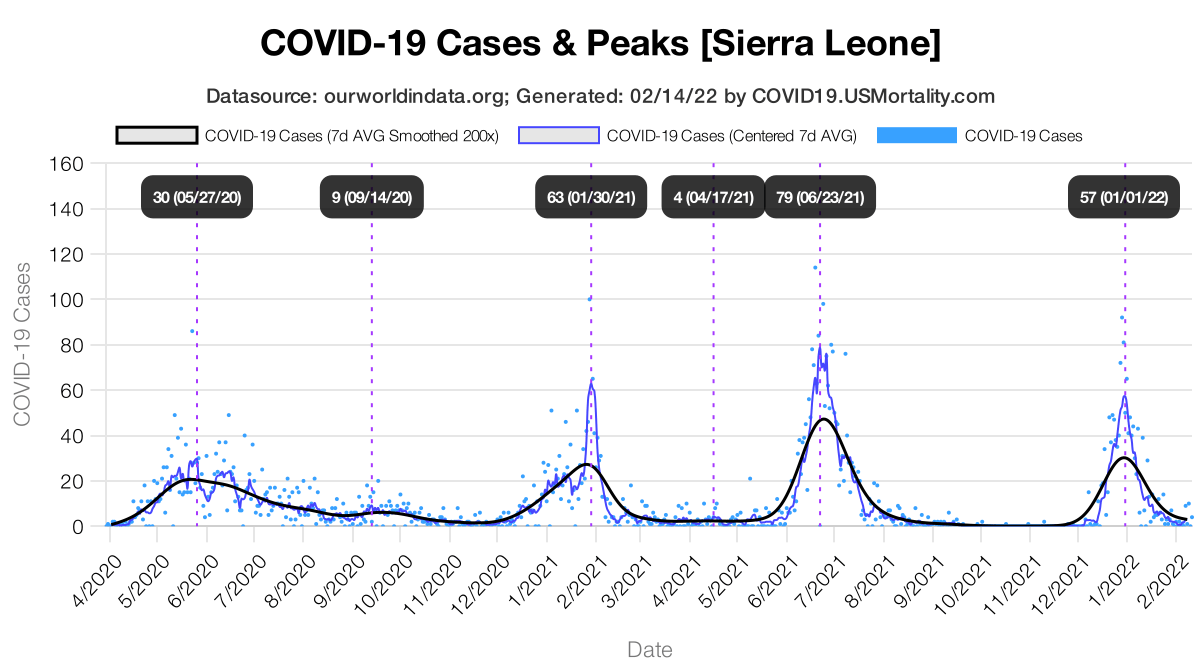 COVID-19 Cases & Peaks [Sierra Leone]
Datasource: ourworldindata.org; Generated: 02/14/22 by COVID19.USMortality.com
COVID-19 Cases (7d AVG Smoothed 200x) COVID-19 Cases (Centered 7d AVG) COVID-19 Cases
160
30 (05/27/20) 9 (09/14/20) 63 (01/30/21) 4 (04/17/21) 79 (06/23/21) 57 (01/01/22)
140
120
100
80
60
40
20
0
COVID-19 Cases
4/2020 5/2020 6/2020 7/2020 8/2020 9/2020 10/2020 11/2020 12/2020 1/2021 2/2021 3/2021 4/2021 5/2021 6/2021 7/2021 8/2021 9/2021 10/2021 11/2021 12/2021 1/2022 2/2022
Date